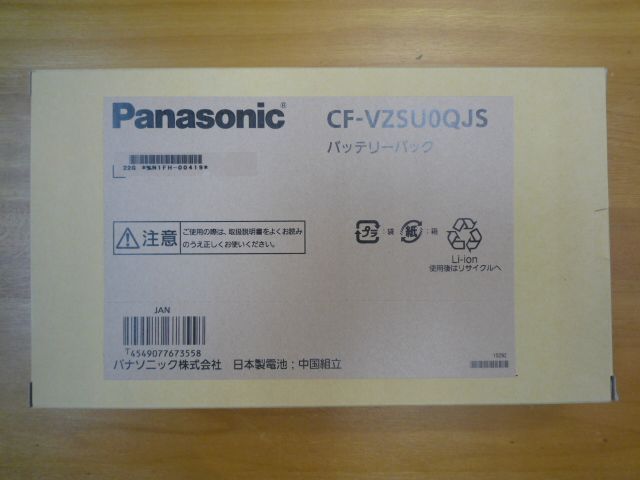 Panasonic®
CF-VZSU0QJS
バッテリーパック
注意
ご使用の際は、取扱説明書をよくお読み
のうえ正しくお使いください。
プラ :袋
紙 :箱
Li-ion
使用後はリサイクルへ
JAN
T4549077673558
パナソニック株式会社 日本製電池:中国組立